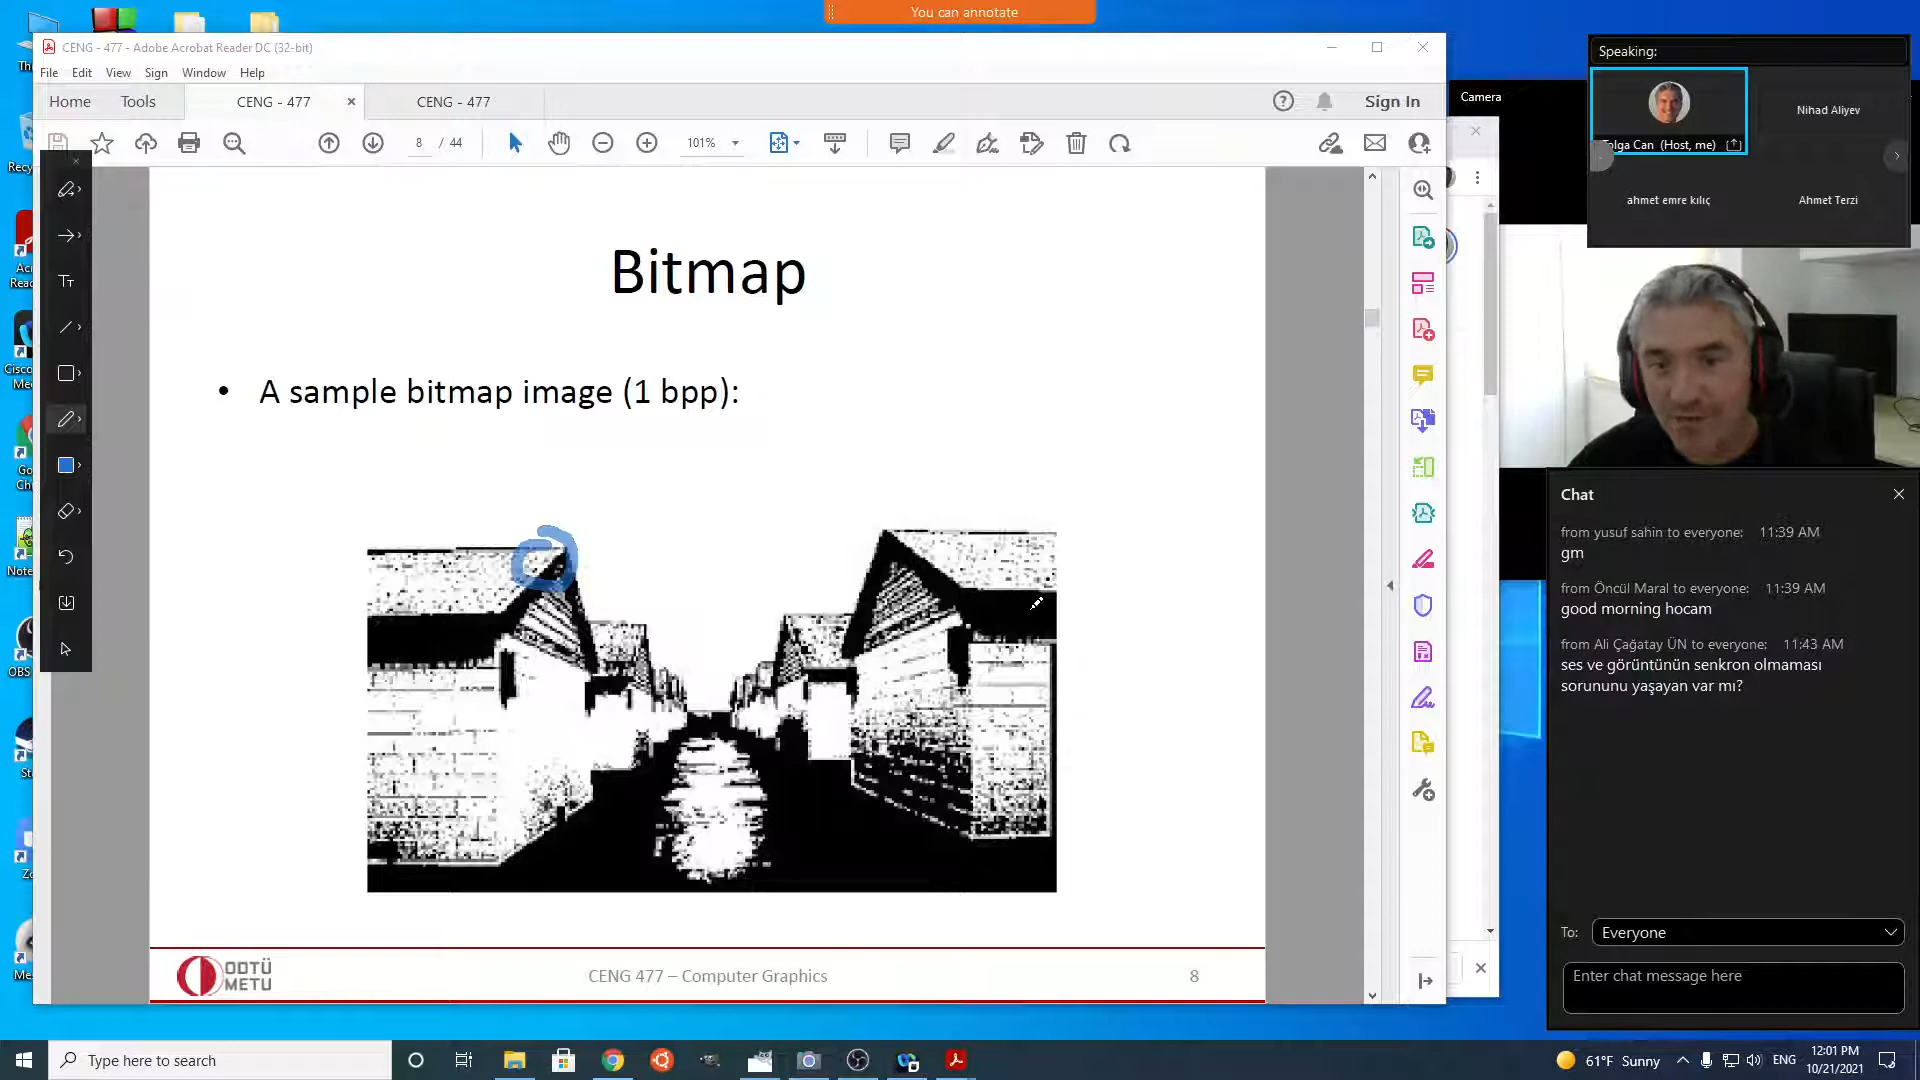 You can annotate
CENG - 477 - Adobe Acrobat Reader DC (32-bit)
File Edit View Sign Window Help
Home Tools CENG - 477 CENG - 477 Sign In
8 / 44 101%
Bitmap
• A sample bitmap image (1 bpp):
ODTÜ
METU
CENG 477 – Computer Graphics
8
Camera
Speaking:
Tolga Can (Host, me)
Nihad Aliyev
ahmet emre kılıç
Ahmet Terzi
Chat
from yusuf sahin to everyone: 11:39 AM
gm
from Öncül Maral to everyone: 11:39 AM
good morning hocam
from Ali Çağatay ÜN to everyone: 11:43 AM
ses ve görüntünün senkron olmaması
sorununu yaşayan var mı?
To: Everyone
Enter chat message here
Type here to search
61°F Sunny
ENG
12:01 PM
10/21/2021